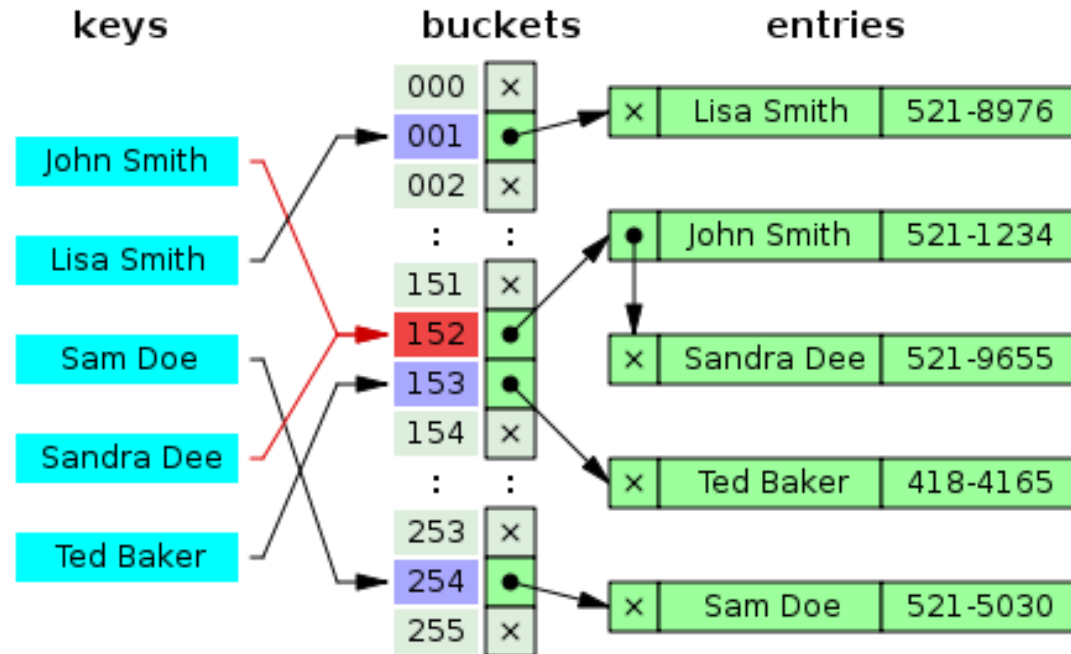 keys
buckets
entries
John Smith
Lisa Smith
Sam Doe
Sandra Dee
Ted Baker
000 ×
001
002 ×
: :
151 ×
152
153
154 ×
: :
253 ×
254
255 ×
× Lisa Smith 521-8976
John Smith 521-1234
× Sandra Dee 521-9655
× Ted Baker 418-4165
× Sam Doe 521-5030